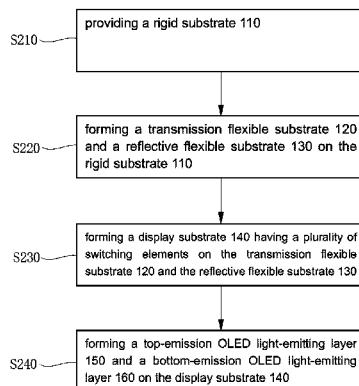 S210
providing a rigid substrate 110
S220
forming a transmission flexible substrate 120
and a reflective flexible substrate 130 on the
rigid substrate 110
S230
forming a display substrate 140 having a plurality of
switching elements on the transmission flexible
substrate 120 and the reflective flexible substrate 130
S240
forming a top-emission OLED light-emitting layer
150 and a bottom-emission OLED light-emitting
layer 160 on the display substrate 140